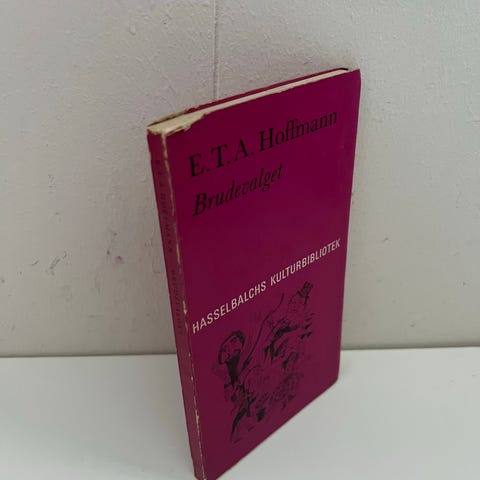 E.T.A. Hoffmann
Brudevalget
HASSELBALCHS KULTURBIBLIOTEK